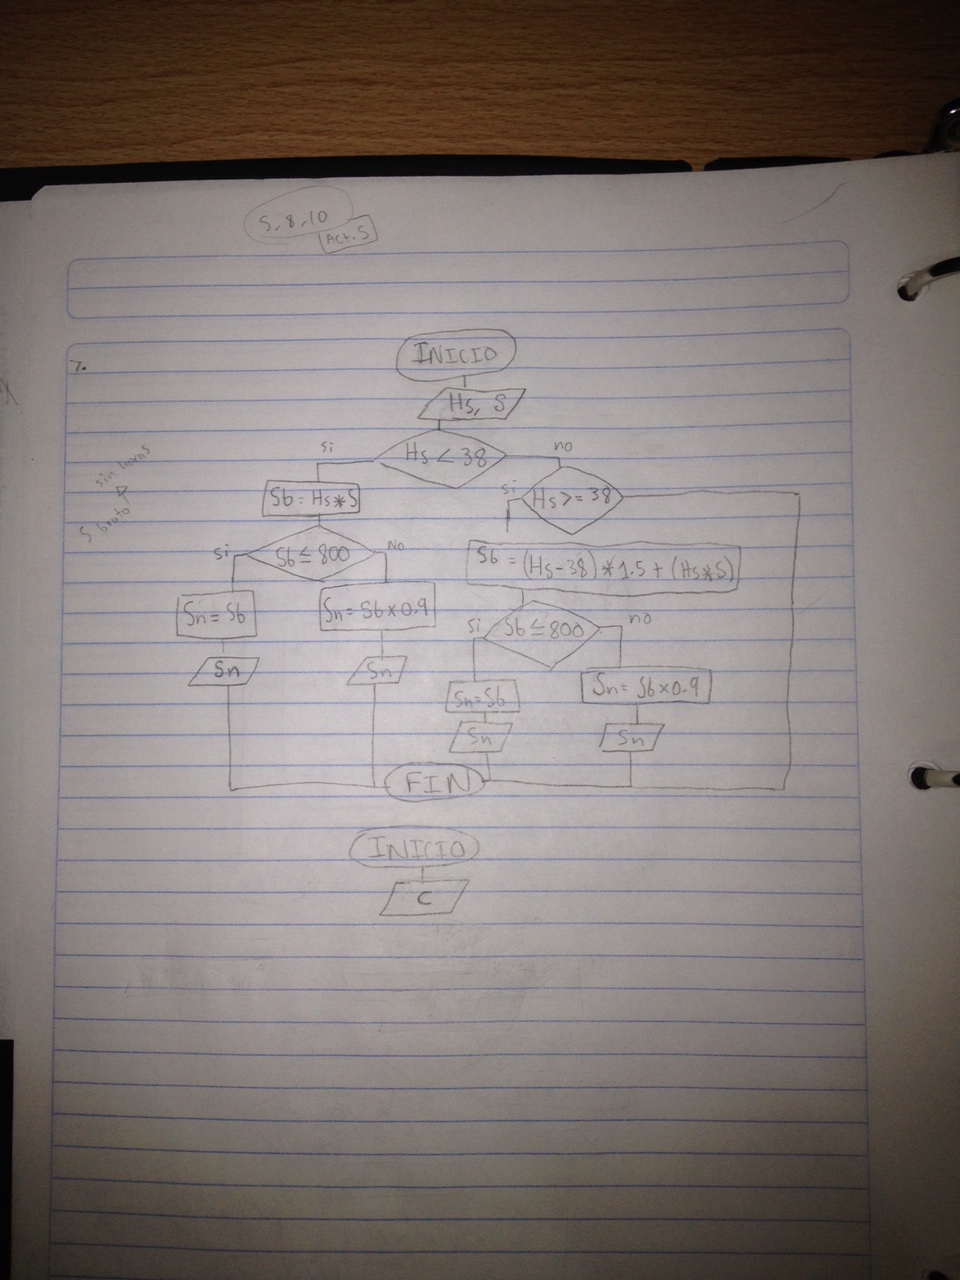 5,8,10
Act. 5
7.
INICIO
Hs, S
si
Hs < 38
no
sin horas
S bruto
Sb = Hs*S
si
Hs >= 38
si
Sb ≤ 800
No
Sb = (Hs-38)*1.5+(Hs*S)
Sn = Sb
Sn = Sb x 0.9
si
Sb ≤ 800
no
Sn
Sn
Sn = Sb
Sn = Sb x 0.9
Sn
Sn
FIN
INICIO
C